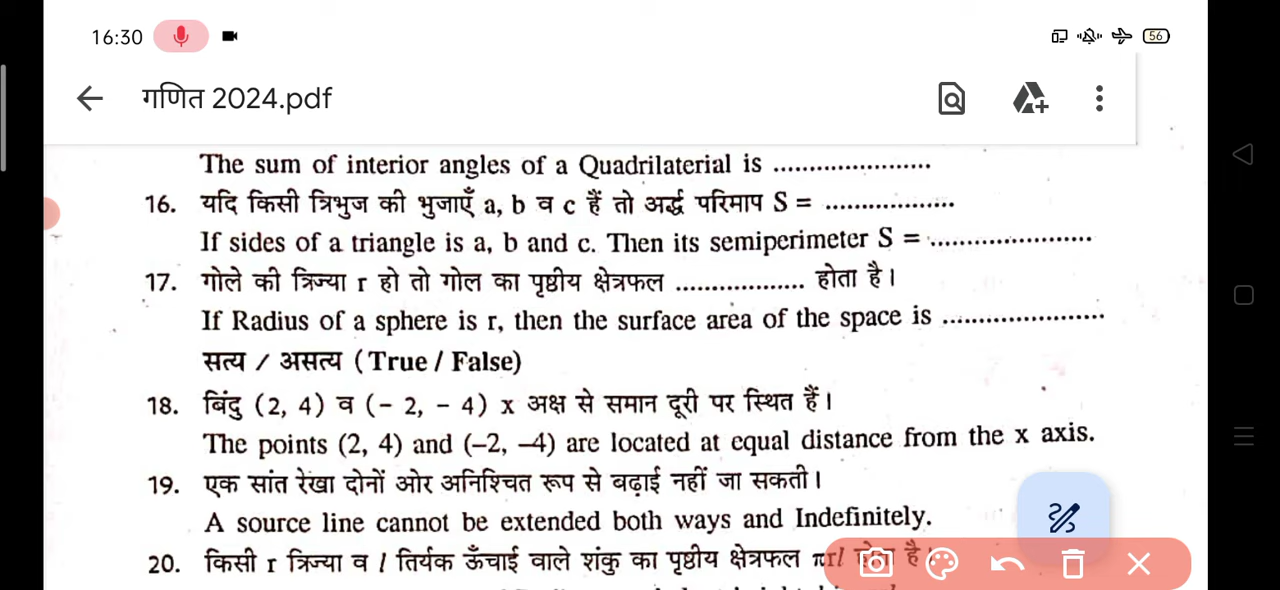 16:30
56
गणित 2024.pdf
The sum of interior angles of a Quadrilaterial is ......................
16. यदि किसी त्रिभुज की भुजाएँ a, b व c हैं तो अर्द्ध परिमाप S = ..................
If sides of a triangle is a, b and c. Then its semiperimeter S = ......................
17. गोले की त्रिज्या r हो तो गोल का पृष्ठीय क्षेत्रफल .................. होता है।
If Radius of a sphere is r, then the surface area of the space is ......................
सत्य / असत्य (True / False)
18. बिंदु (2, 4) व (– 2, – 4) x अक्ष से समान दूरी पर स्थित हैं।
The points (2, 4) and (–2, –4) are located at equal distance from the x axis.
19. एक सांत रेखा दोनों ओर अनिश्चित रूप से बढ़ाई नहीं जा सकती।
A source line cannot be extended both ways and Indefinitely.
20. किसी r त्रिज्या व l तिर्यक ऊँचाई वाले शंकु का पृष्ठीय क्षेत्रफल πrl होता है।